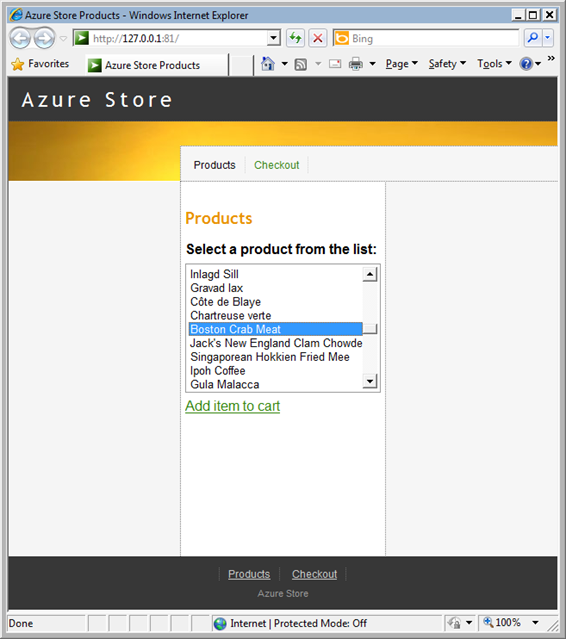 Azure Store Products - Windows Internet Explorer
http://127.0.0.1:81/
Bing
Favorites
Azure Store Products
Page
Safety
Tools
»
Azure Store
Products
Checkout
Products
Select a product from the list:
Inlagd Sill
Gravad lax
Côte de Blaye
Chartreuse verte
Boston Crab Meat
Jack's New England Clam Chowde
Singaporean Hokkien Fried Mee
Ipoh Coffee
Gula Malacca
Add item to cart
Products
Checkout
Azure Store
Done
Internet | Protected Mode: Off
100%